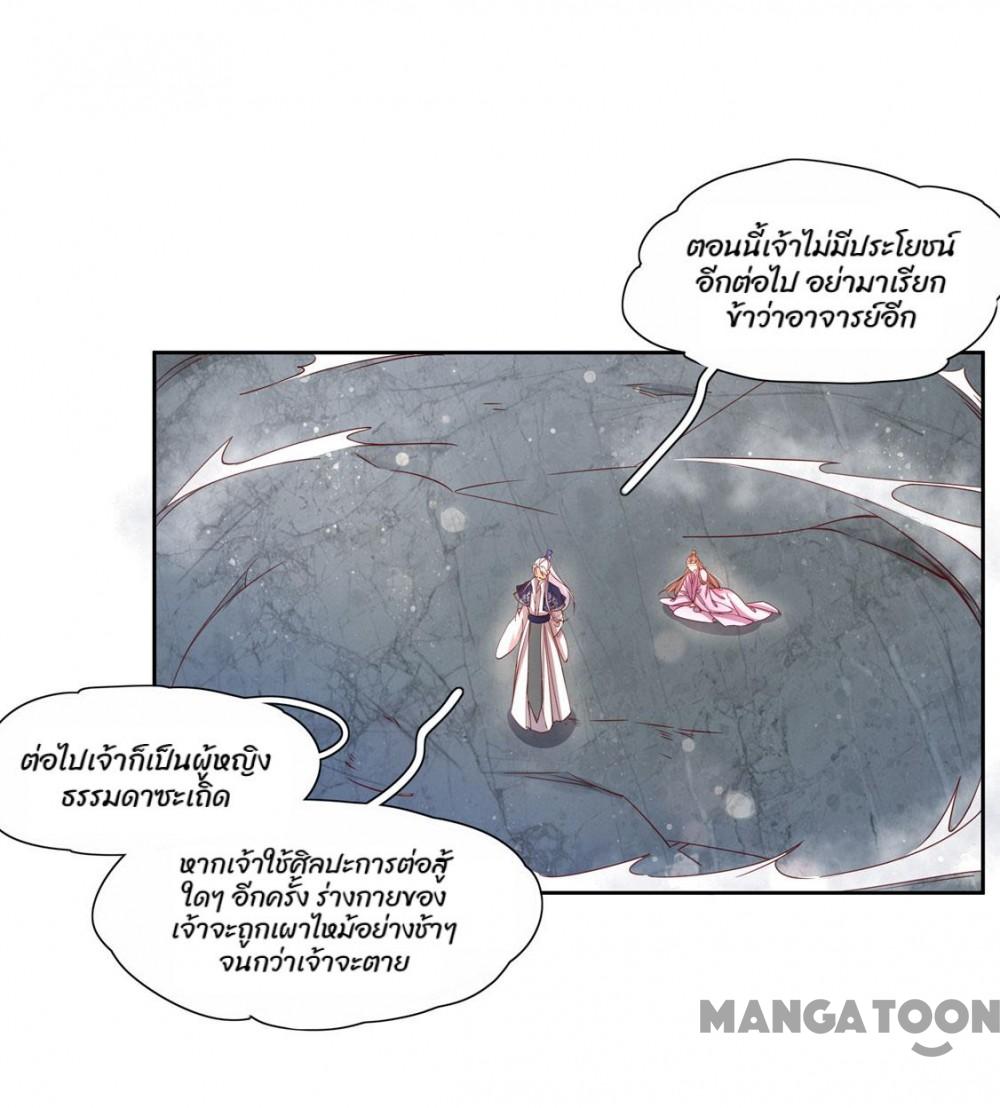 ตอนนี้เจ้าไม่มีประโยชน์
อีกต่อไป อย่ามาเรียก
ข้าว่าอาจารย์อีก
ต่อไปเจ้าก็เป็นผู้หญิง
ธรรมดาซะเถิด
หากเจ้าใช้ศิลปะการต่อสู้
ใดๆ อีกครั้ง ร่างกายของ
เจ้าจะถูกเผาไหม้อย่างช้าๆ
จนกว่าเจ้าจะตาย
MANGATOON